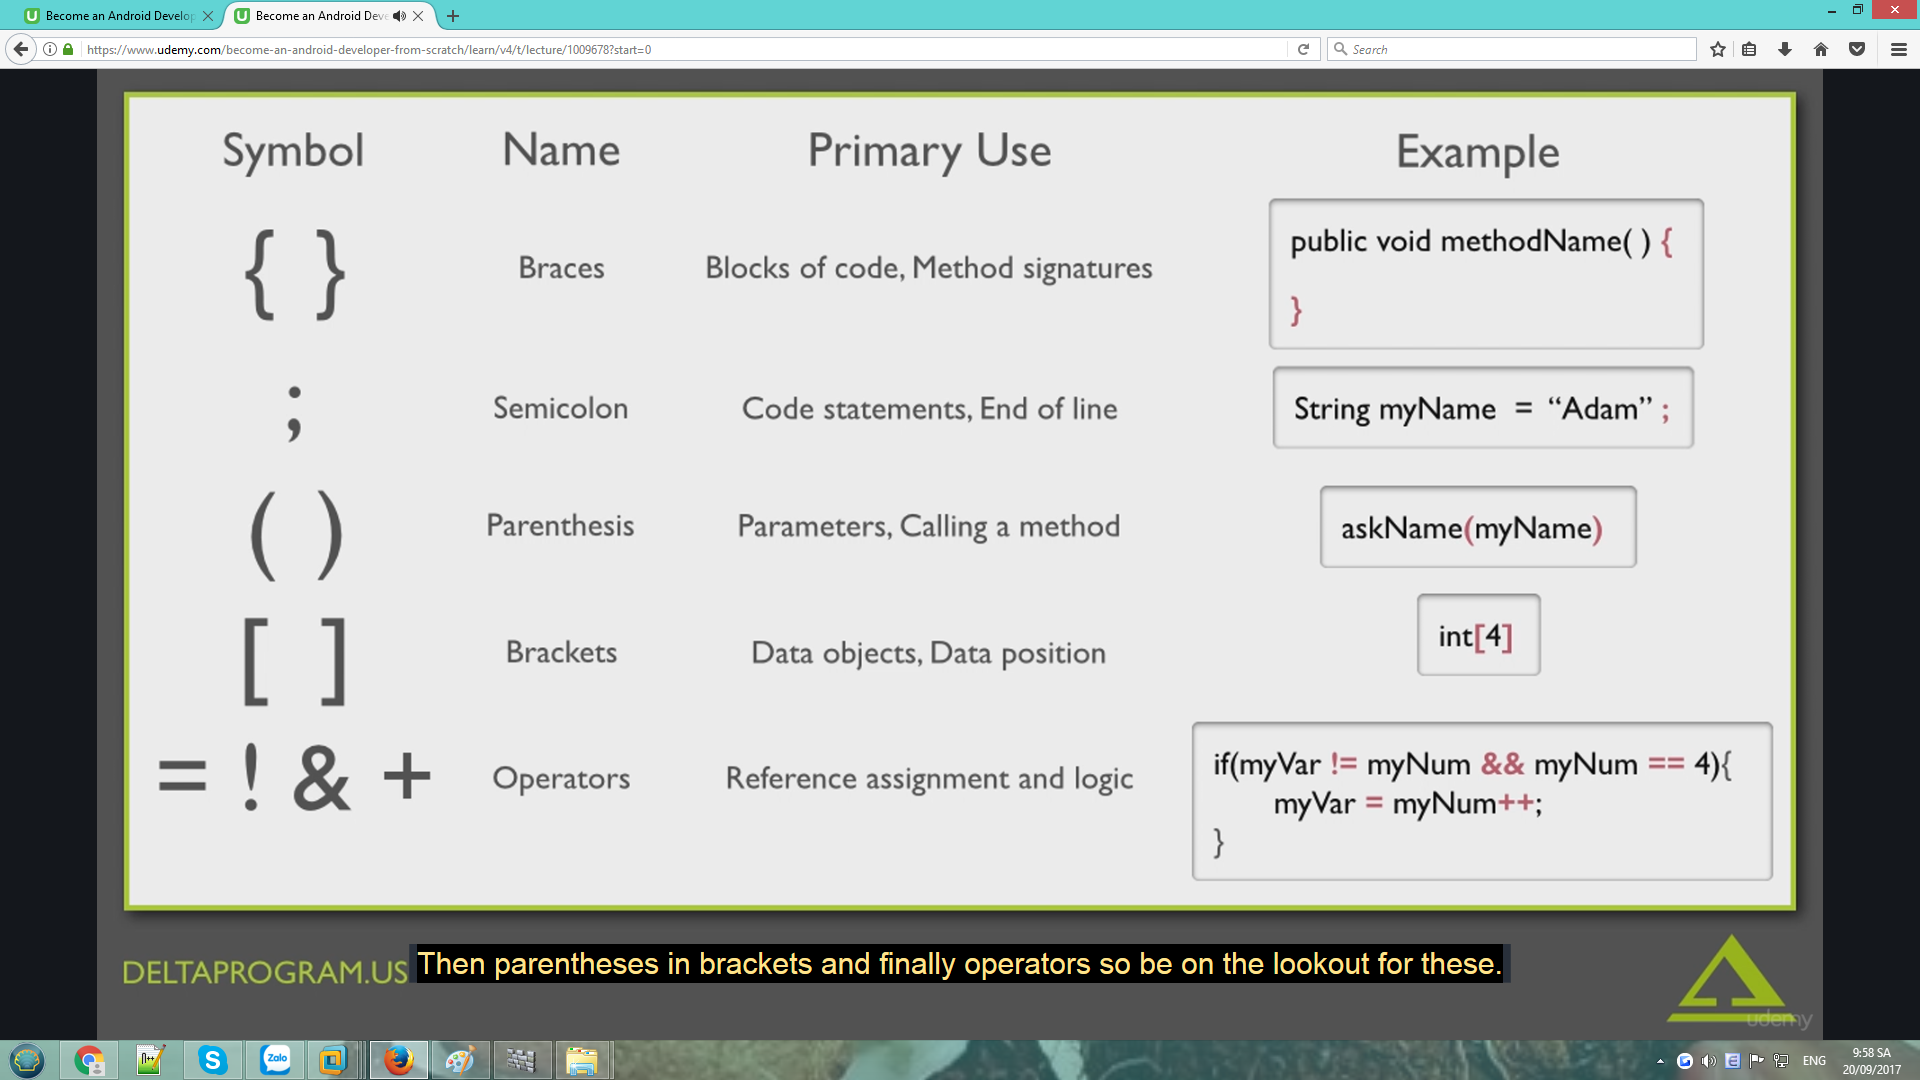 Become an Android Develop
Become an Android Deve
https://www.udemy.com/become-an-android-developer-from-scratch/learn/v4/t/lecture/1009678?start=0
Search
Symbol Name Primary Use Example
{ } Braces Blocks of code, Method signatures
public void methodName( ) {
}
; Semicolon Code statements, End of line String myName = “Adam” ;
( ) Parenthesis Parameters, Calling a method askName(myName)
[ ] Brackets Data objects, Data position int[4]
= ! & + Operators Reference assignment and logic
if(myVar != myNum && myNum == 4){
myVar = myNum++;
}
DELTAPROGRAM.US
Then parentheses in brackets and finally operators so be on the lookout for these.
udemy
Zalo
ENG
9:58 SA
20/09/2017